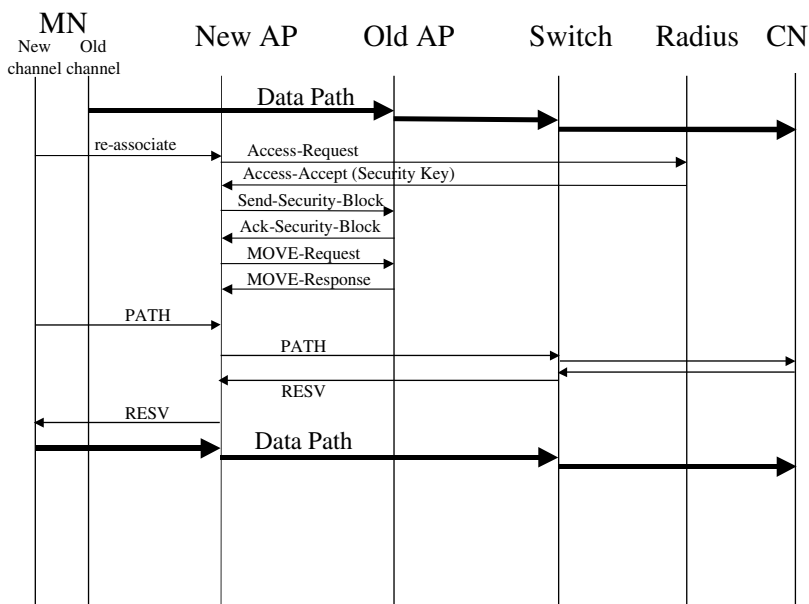 MN
New AP Old AP Switch Radius CN
New Old
channel channel
Data Path
re-associate
Access-Request
Access-Accept (Security Key)
Send-Security-Block
Ack-Security-Block
MOVE-Request
MOVE-Response
PATH
PATH
RESV
RESV
Data Path